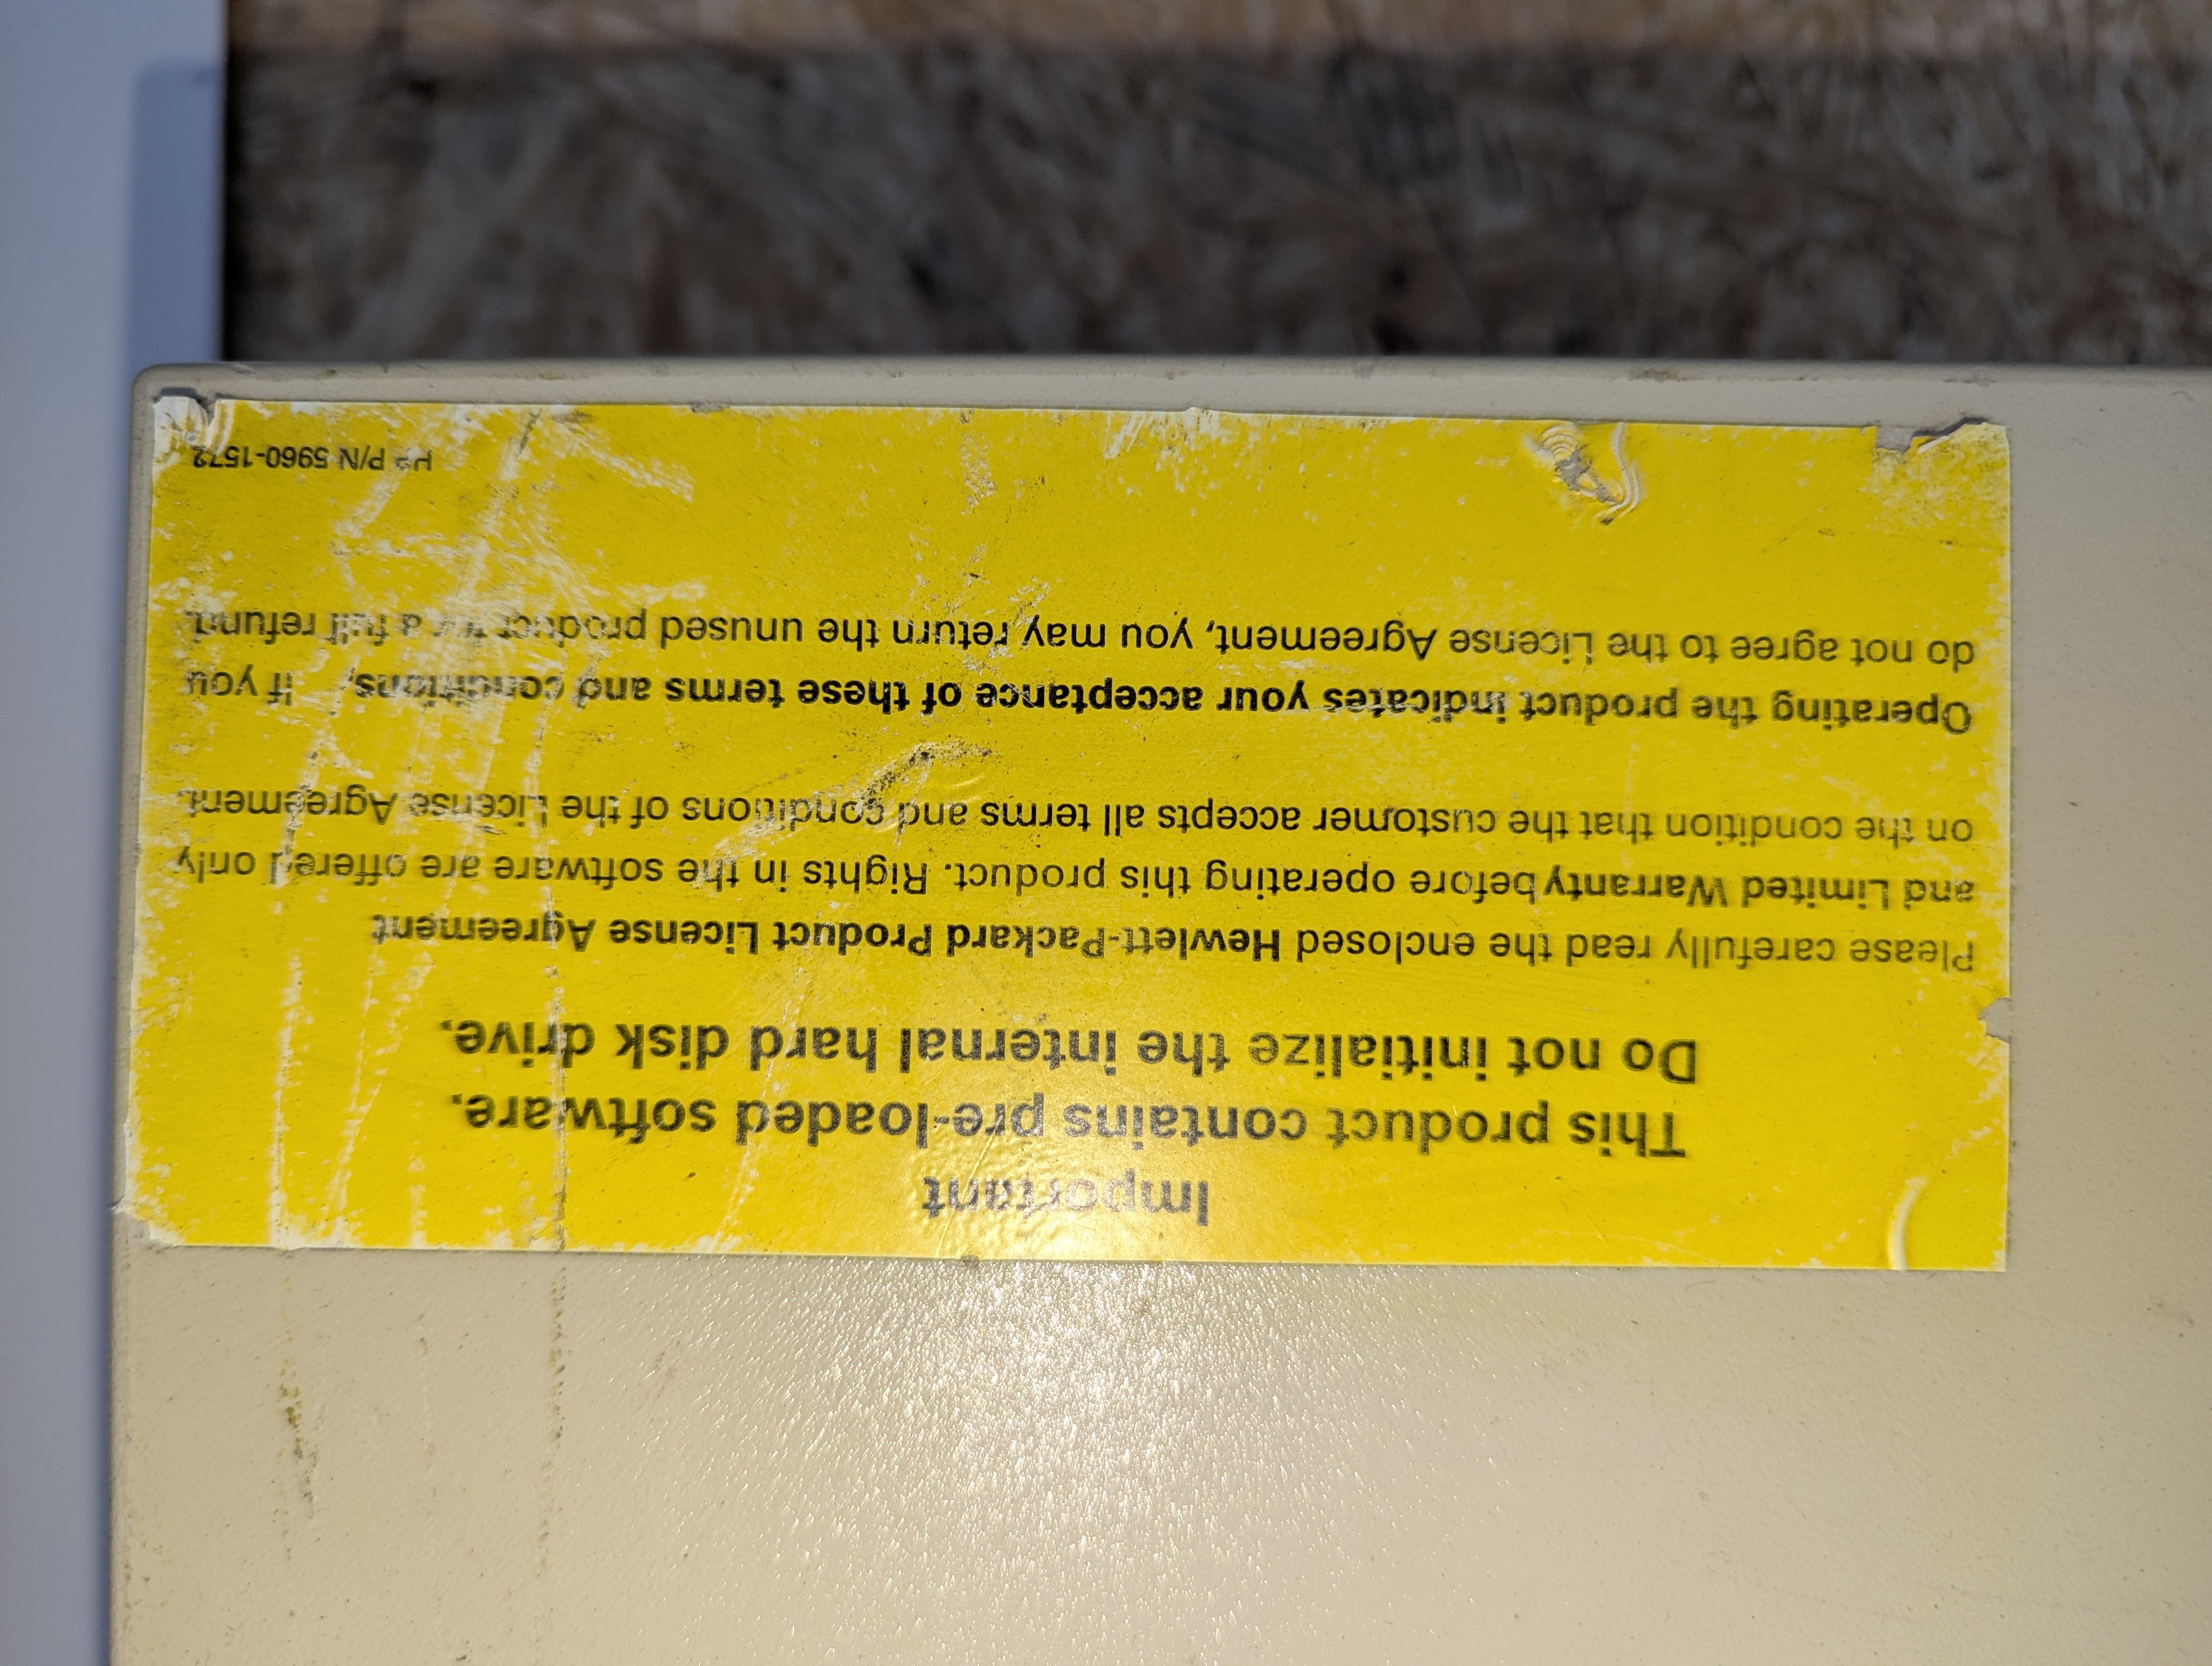 Important
This product contains pre-loaded software.
Do not initialize the internal hard disk drive.
Please carefully read the enclosed Hewlett-Packard Product License Agreement
and Limited Warranty before operating this product. Rights in the software are offered only
on the condition that the customer accepts all terms and conditions of the License Agreement.
Operating the product indicates your acceptance of these terms and conditions. If you
do not agree to the License Agreement, you may return the unused product for a full refund.
HP P/N 5960-1572